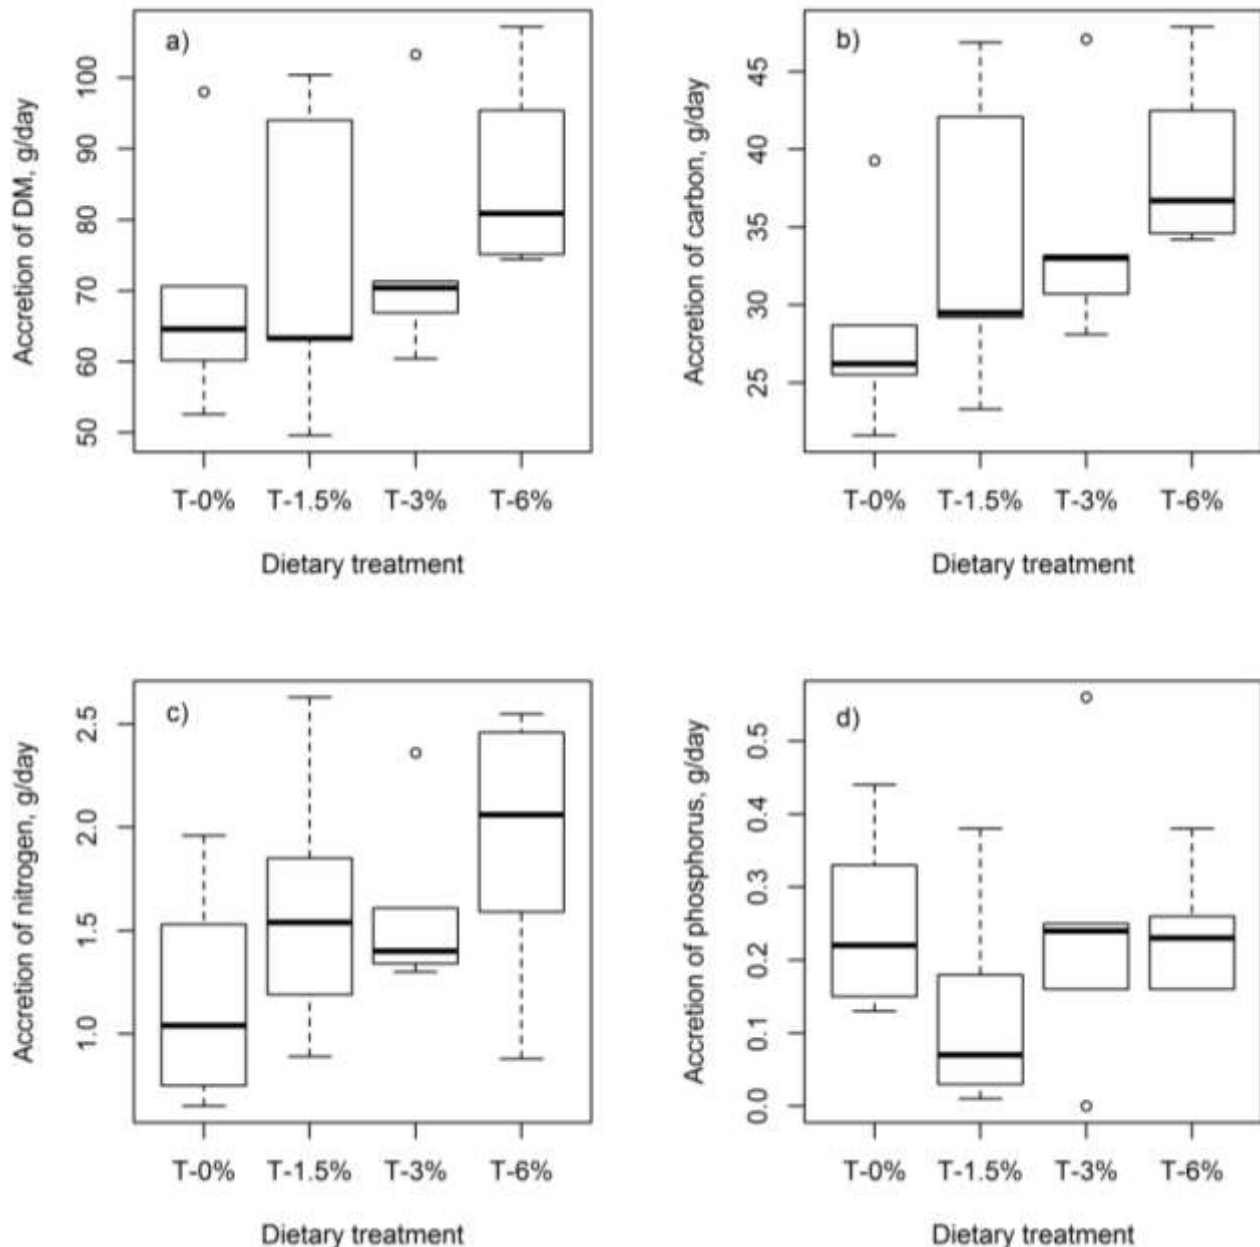 a)
Accretion of DM, g/day
100
90
80
70
60
50
T-0% T-1.5% T-3% T-6%
Dietary treatment
b)
Accretion of carbon, g/day
45
40
35
30
25
T-0% T-1.5% T-3% T-6%
Dietary treatment
c)
Accretion of nitrogen, g/day
2.5
2.0
1.5
1.0
T-0% T-1.5% T-3% T-6%
Dietary treatment
d)
Accretion of phosphorus, g/day
0.5
0.4
0.3
0.2
0.1
0.0
T-0% T-1.5% T-3% T-6%
Dietary treatment